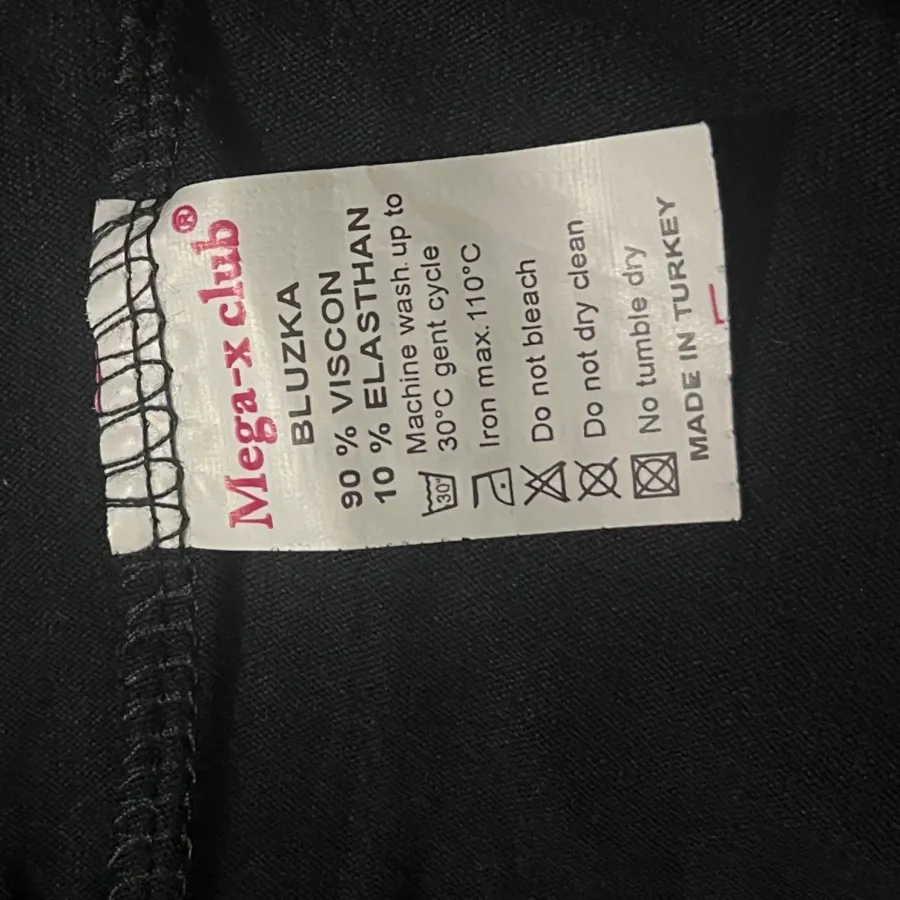 Mega-x club®
BLUZKA
90 % VISCON
10 % ELASTHAN
30° Machine wash. up to
30°C gent cycle
Iron max.110°C
Do not bleach
Do not dry clean
No tumble dry
MADE IN TURKEY